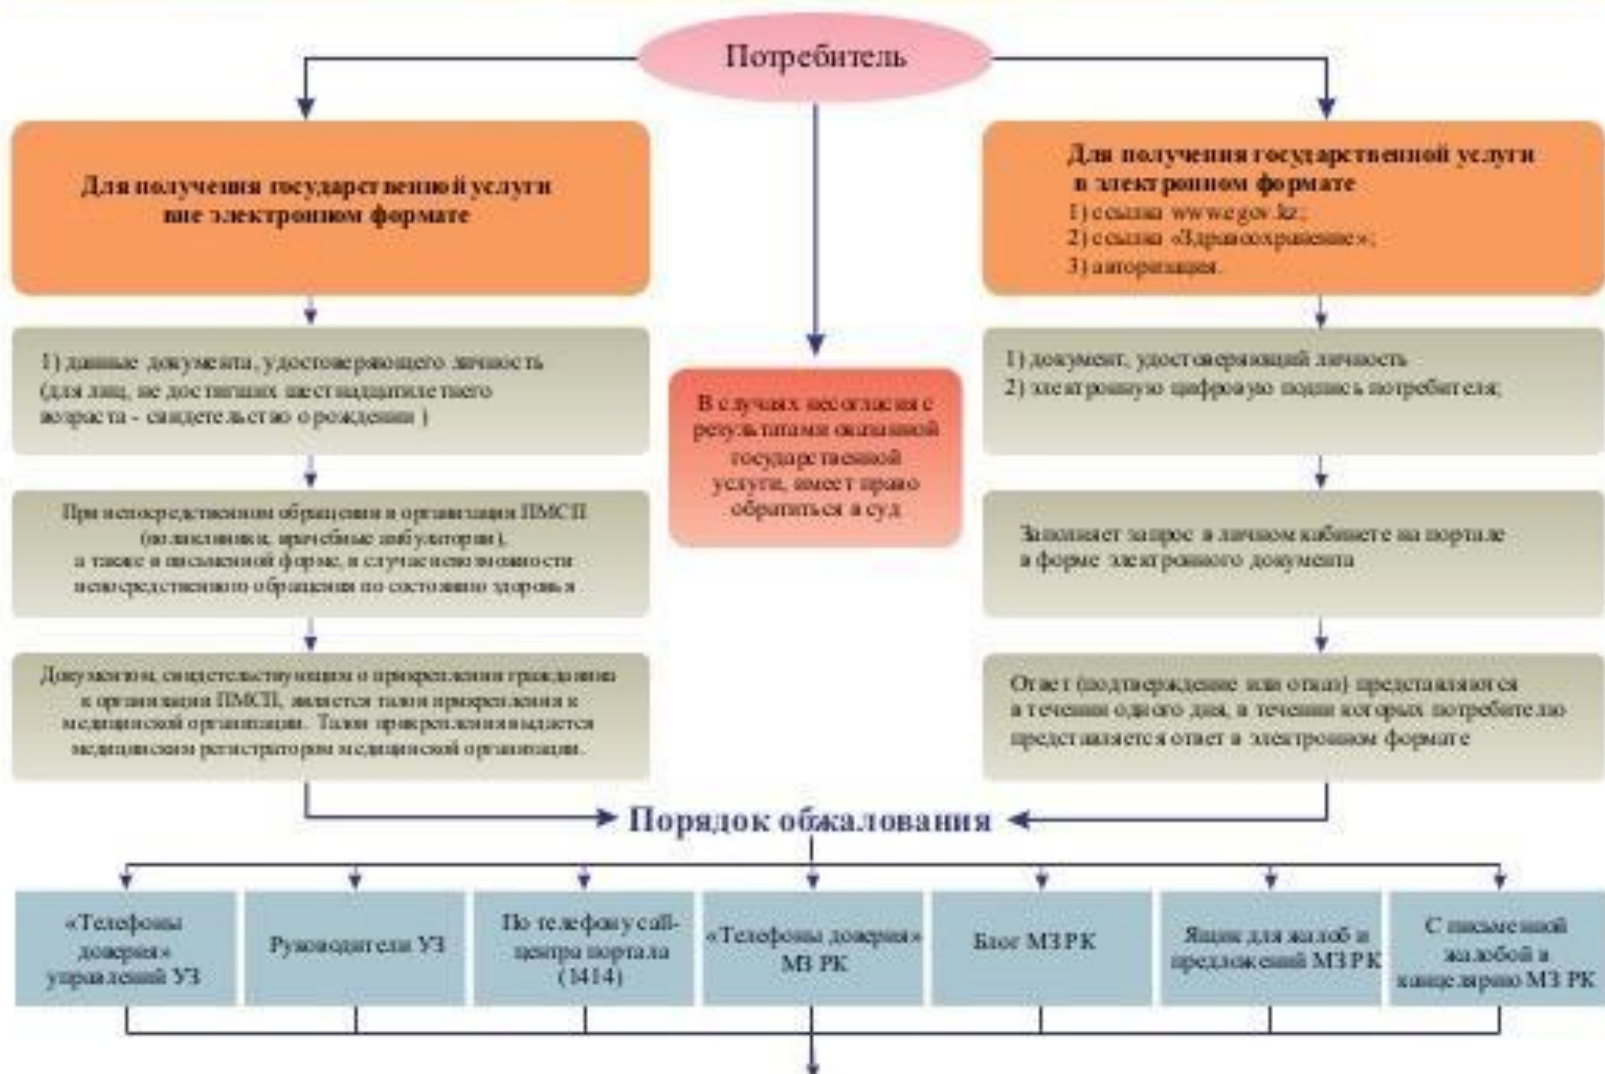 Потребитель
Для получения государственной услуги
вне электронном формате
Для получения государственной услуги
в электронном формате
1) ссылка www.egov.kz;
2) ссылка «Здравоохранение»;
3) авторизация.
1) данные документа, удостоверяющего личность
(для лиц, не достигших шестнадцатилетнего
возраста - свидетельство о рождении )
В случаях несогласия с
результатами оказанной
государственной
услуги, имеет право
обратиться в суд
1) документ, удостоверяющий личность
2) электронную цифровую подпись потребителя;
При непосредственном обращении в организации ПМСП
(поликлиники, врачебные амбулатории),
а также в письменной форме, в случае невозможности
непосредственного обращения по состоянию здоровья
Заполняет запрос в личном кабинете на портале
в форме электронного документа
Документом, свидетельствующим о прикреплении гражданина
к организации ПМСП, является талон прикрепления к
медицинской организации. Талон прикрепления выдается
медицинским регистратором медицинской организации.
Ответ (подтверждение или отказ) представляются
в течении одного дня, в течении которых потребителю
представляется ответ в электронном формате
Порядок обжалования
«Телефоны
доверия»
управлений УЗ
Руководители УЗ
По телефону call-
центра портала
(1414)
«Телефоны доверия»
МЗ РК
Блог МЗ РК
Ящик для жалоб и
предложений МЗ РК
С письменной
жалобой в
канцелярию МЗ РК